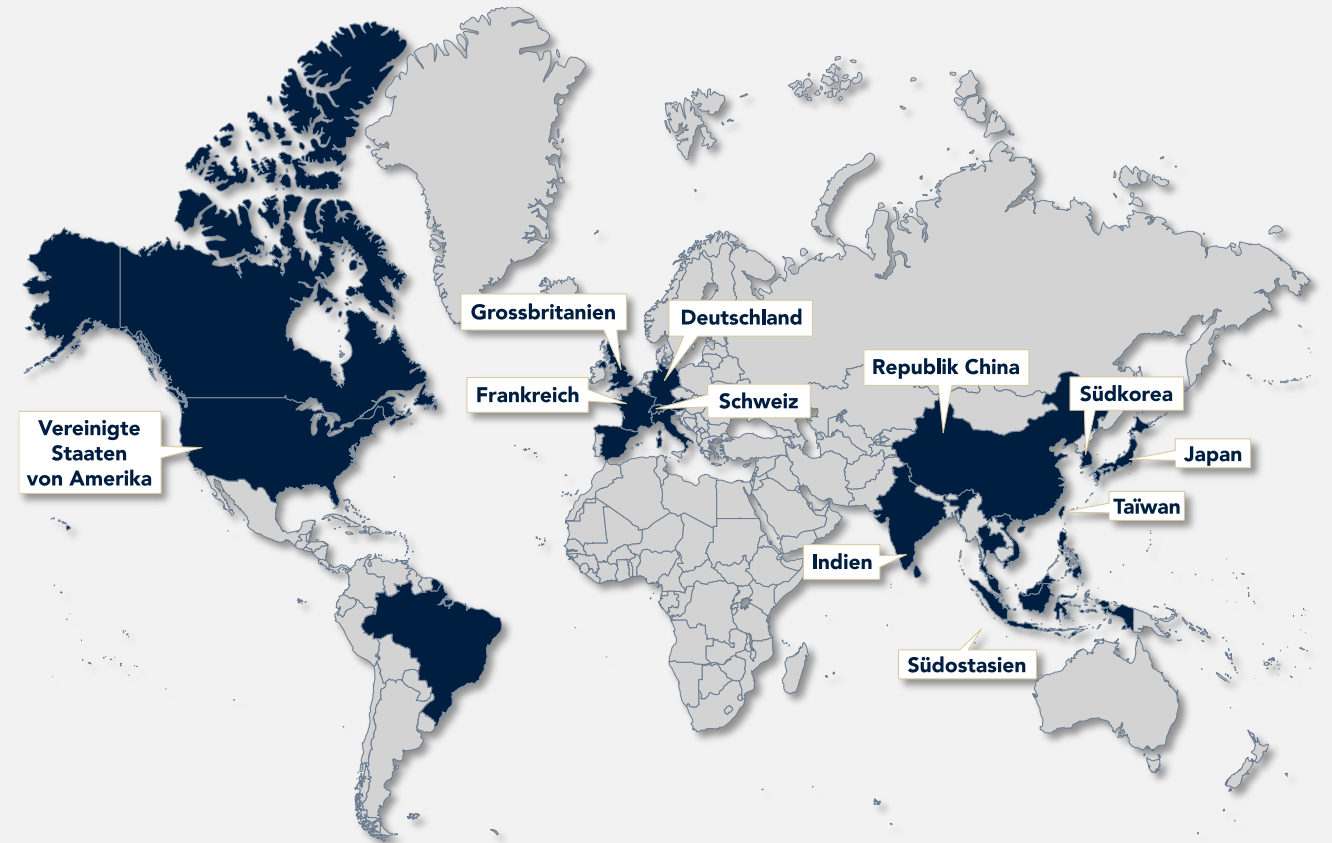 Grossbritanien
Deutschland
Republik China
Frankreich
Schweiz
Südkorea
Vereinigte
Staaten
von Amerika
Japan
Taïwan
Indien
Südostasien